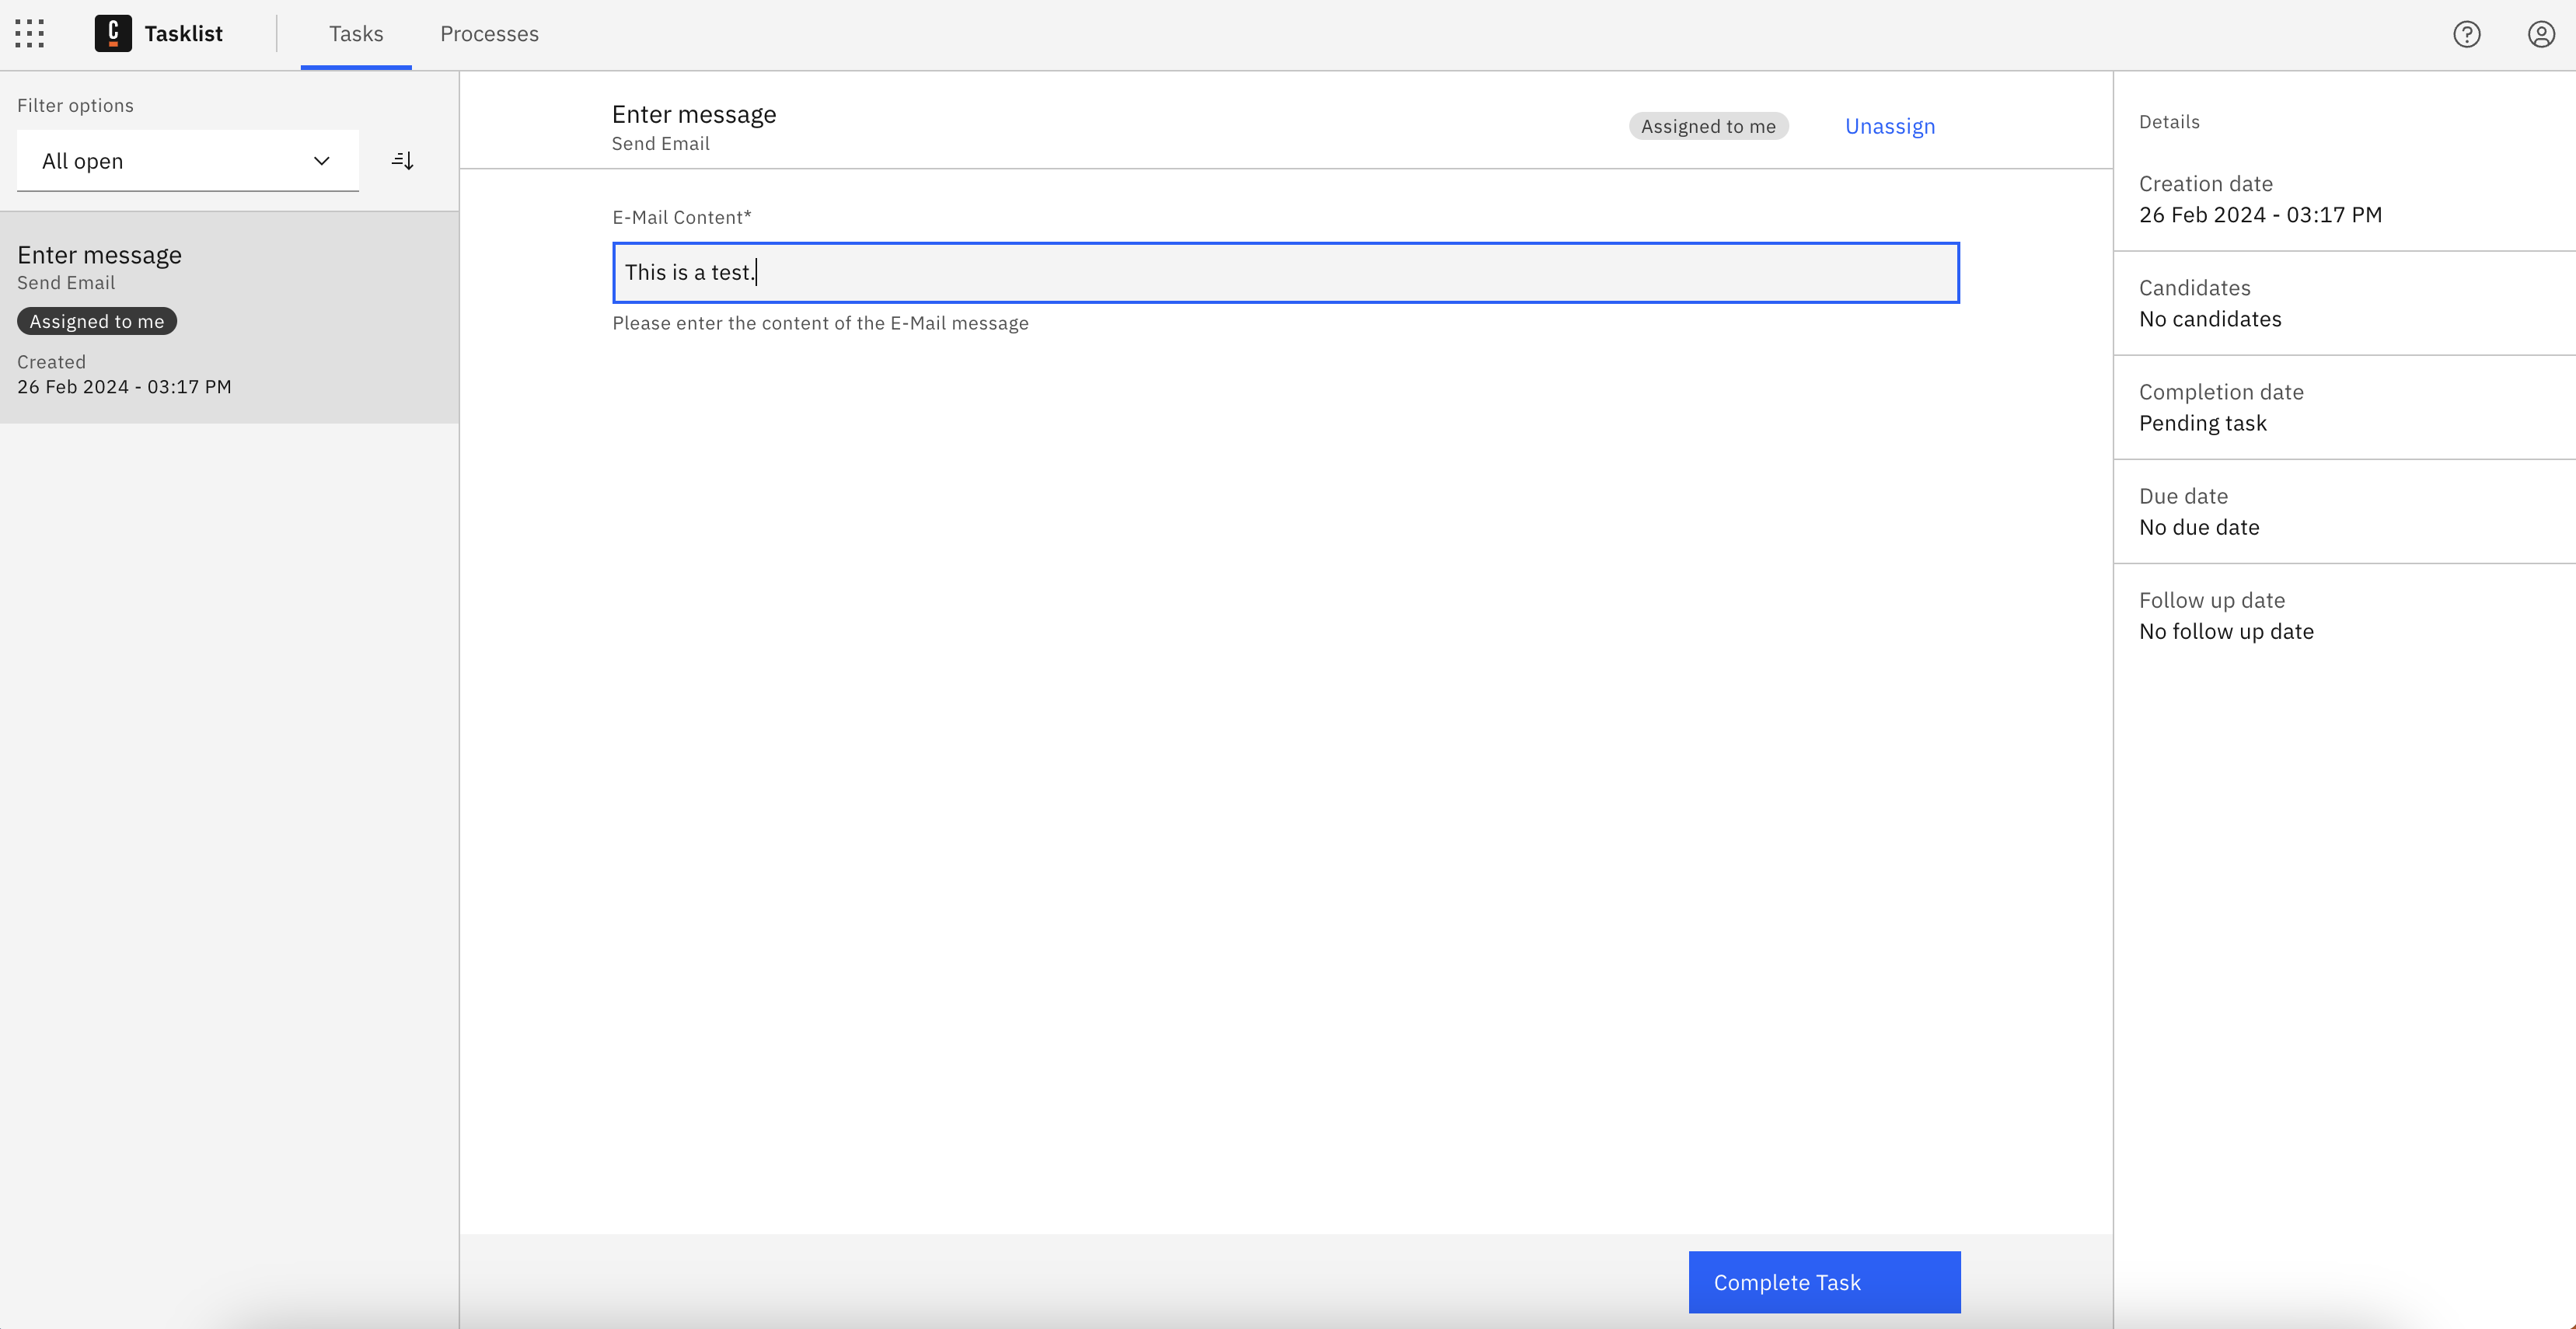 Tasklist
Tasks
Processes
Filter options
All open
Enter message
Send Email
Assigned to me
Created
26 Feb 2024 - 03:17 PM
Enter message
Send Email
Assigned to me
Unassign
E-Mail Content*
This is a test.
Please enter the content of the E-Mail message
Complete Task
Details
Creation date
26 Feb 2024 - 03:17 PM
Candidates
No candidates
Completion date
Pending task
Due date
No due date
Follow up date
No follow up date